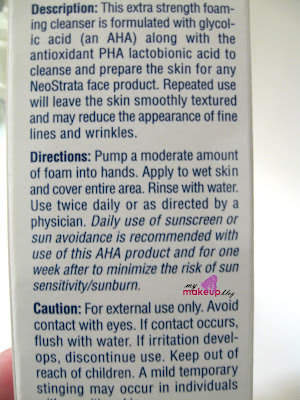 Description: This extra strength foam-
ing cleanser is formulated with glycol-
ic acid (an AHA) along with the
antioxidant PHA lactobionic acid to
cleanse and prepare the skin for any
NeoStrata face product. Repeated use
will leave the skin smoothly textured
and may reduce the appearance of fine
lines and wrinkles.
Directions: Pump a moderate amount
of foam into hands. Apply to wet skin
and cover entire area. Rinse with water.
Use twice daily or as directed by a
physician. Daily use of sunscreen or
sun avoidance is recommended with
use of this AHA product and for one
week after to minimize the risk of sun
sensitivity/sunburn.
my
makeup.blog
Caution: For external use only. Avoid
contact with eyes. If contact occurs,
flush with water. If irritation devel-
ops, discontinue use. Keep out of
reach of children. A mild temporary
stinging may occur in individuals